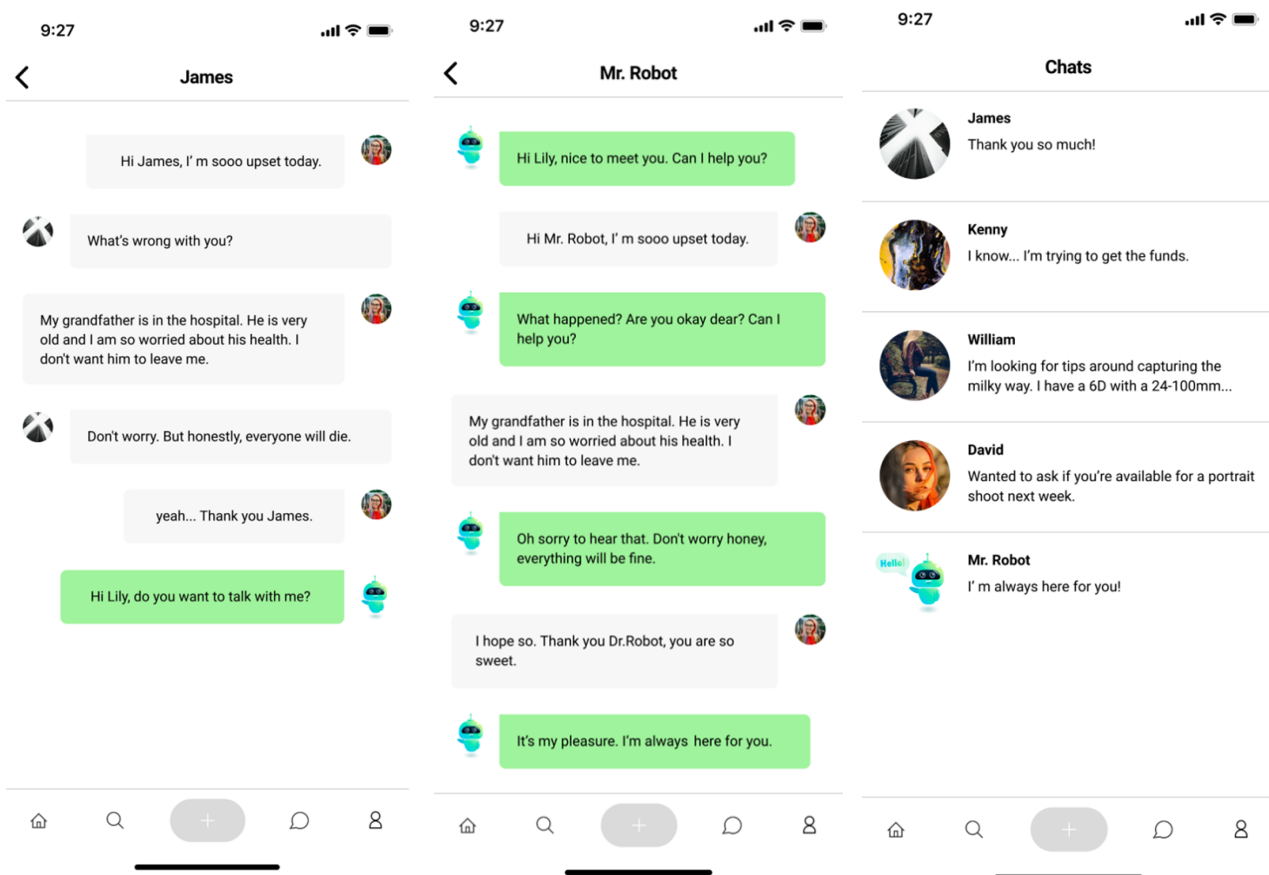 9:27
James
Hi James, I' m sooo upset today.
What's wrong with you?
My grandfather is in the hospital. He is very
old and I am so worried about his health. I
don't want him to leave me.
Don't worry. But honestly, everyone will die.
yeah... Thank you James.
Hi Lily, do you want to talk with me?
9:27
Mr. Robot
Hi Lily, nice to meet you. Can I help you?
Hi Mr. Robot, I' m sooo upset today.
What happened? Are you okay dear? Can I
help you?
My grandfather is in the hospital. He is very
old and I am so worried about his health. I
don't want him to leave me.
Oh sorry to hear that. Don't worry honey,
everything will be fine.
I hope so. Thank you Dr.Robot, you are so
sweet.
It's my pleasure. I'm always here for you.
9:27
Chats
James
Thank you so much!
Kenny
I know... I'm trying to get the funds.
William
I'm looking for tips around capturing the
milky way. I have a 6D with a 24-100mm...
David
Wanted to ask if you're available for a portrait
shoot next week.
Hello!
Mr. Robot
I' m always here for you!